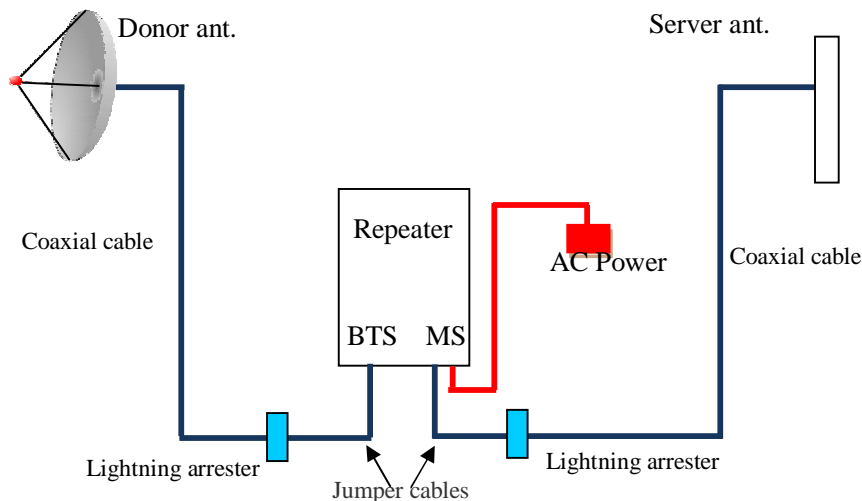 Donor ant.
Server ant.
Coaxial cable
Repeater
AC Power
Coaxial cable
BTS MS
Lightning arrester
Lightning arrester
Jumper cables